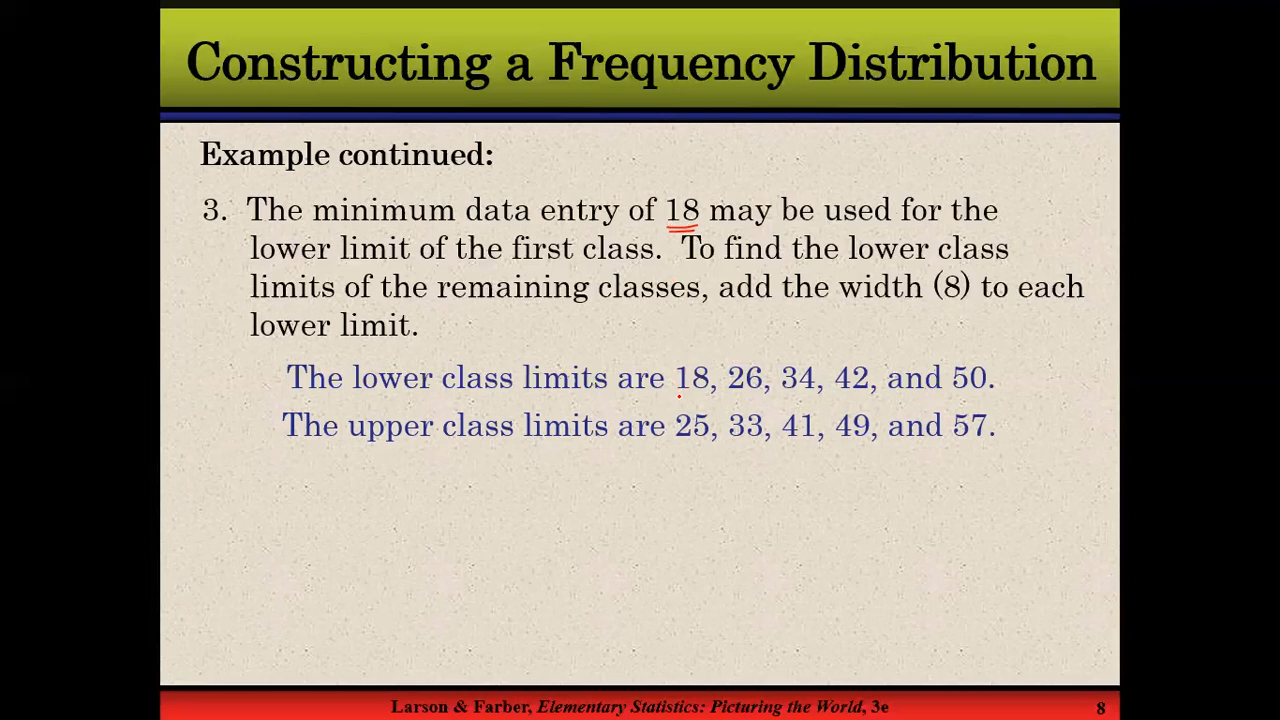 Constructing a Frequency Distribution
Example continued:
3. The minimum data entry of 18 may be used for the
lower limit of the first class. To find the lower class
limits of the remaining classes, add the width (8) to each
lower limit.
The lower class limits are 18, 26, 34, 42, and 50.
The upper class limits are 25, 33, 41, 49, and 57.
Larson & Farber, Elementary Statistics: Picturing the World, 3e
8